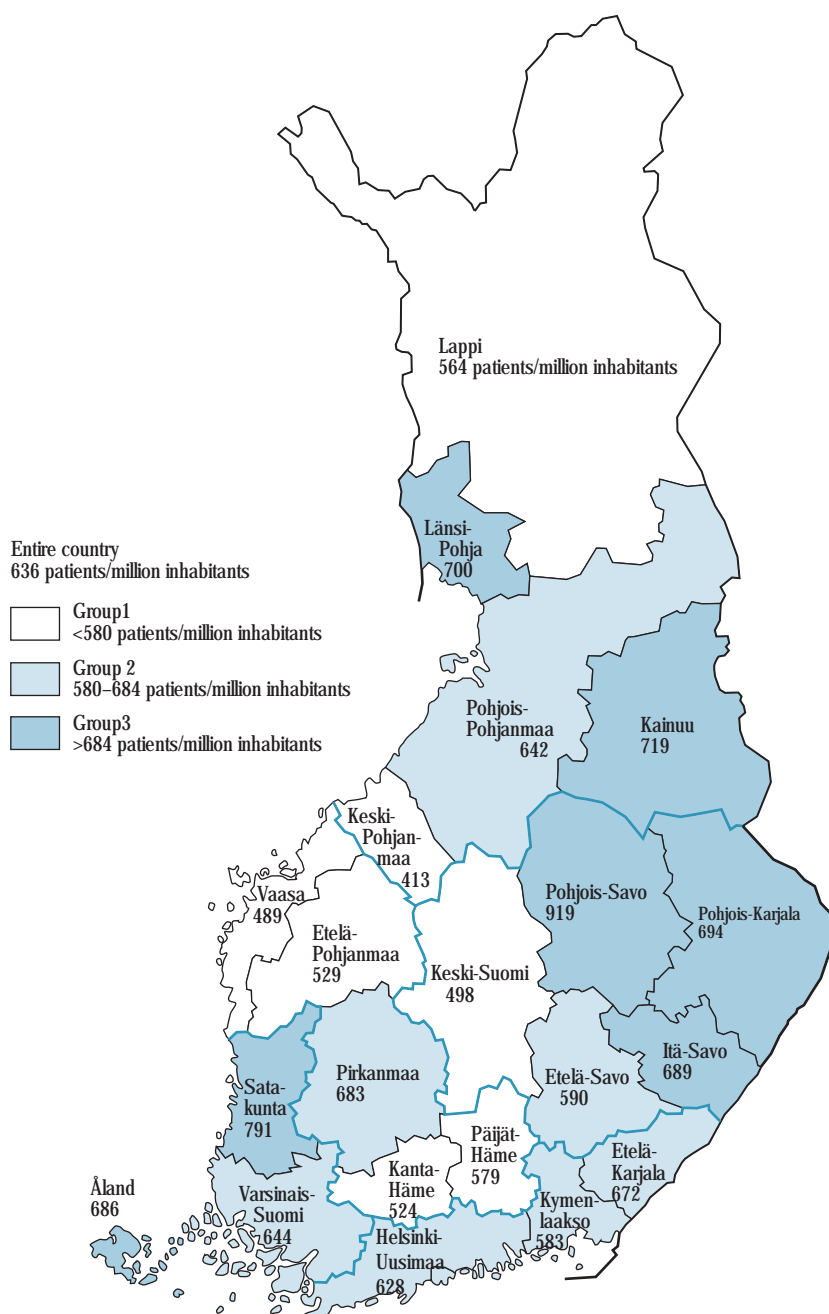 Lappi
564 patients/million inhabitants
Länsi-
Pohja
700
Entire country
636 patients/million inhabitants
Group1
<580 patients/million inhabitants
Group 2
580–684 patients/million inhabitants
Group3
>684 patients/million inhabitants
Pohjois-
Pohjanmaa
642
Kainuu
719
Keski-
Pohjan-
maa
413
Vaasa
489
Etelä-
Pohjanmaa
529
Pohjois-Savo
919
Pohjois-Karjala
694
Keski-Suomi
498
Itä-Savo
689
Etelä-Savo
590
Pirkanmaa
683
Sata-
kunta
791
Päijät-
Häme
579
Etelä-
Karjala
672
Kanta-
Häme
524
Kymen-
laakso
583
Åland
686
Varsinais-
Suomi
644
Helsinki-
Uusimaa
628